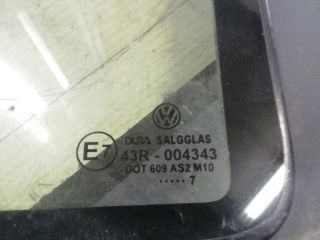 DURA SALGGLAS
E7
43R - 004343
DOT 609 AS2 M10
..... 7